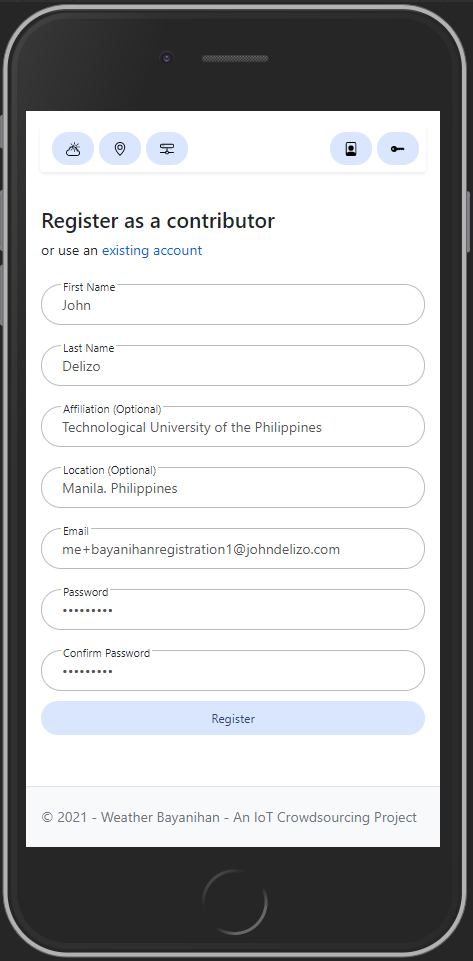 Register as a contributor
or use an existing account
First Name
John
Last Name
Delizo
Affiliation (Optional)
Technological University of the Philippines
Location (Optional)
Manila. Philippines
Email
me+bayanihanregistration1@johndelizo.com
Password
•••••••••
Confirm Password
•••••••••
Register
© 2021 - Weather Bayanihan - An IoT Crowdsourcing Project